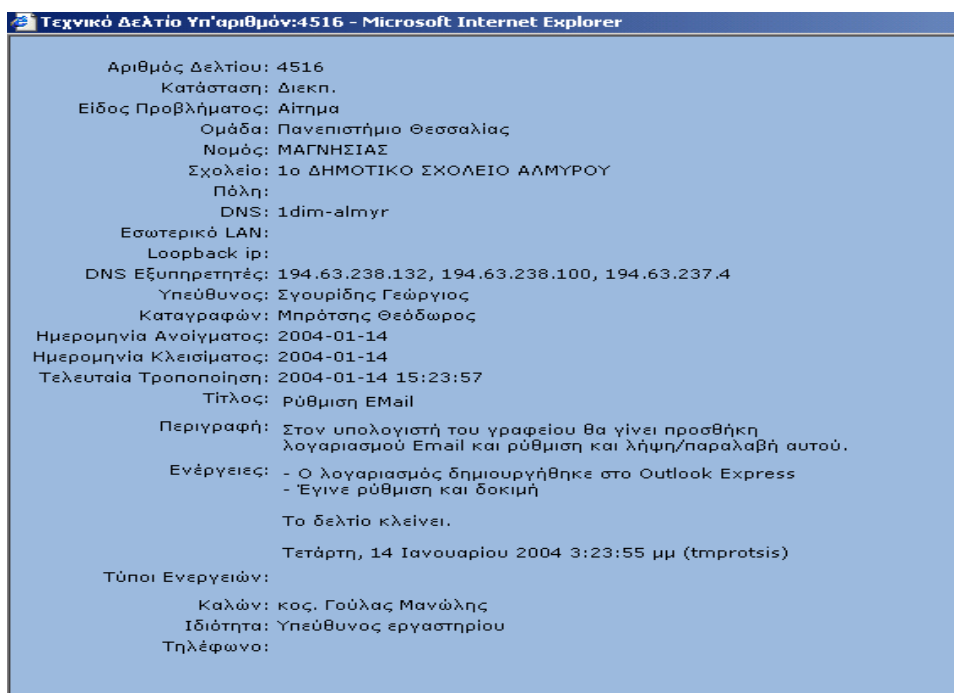 Τεχνικό Δελτίο Υπ'αριθμόν:4516 - Microsoft Internet Explorer
Αριθμός Δελτίου: 4516
Κατάσταση: Διεκπ.
Είδος Προβλήματος: Αίτημα
Ομάδα: Πανεπιστήμιο Θεσσαλίας
Νομός: ΜΑΓΝΗΣΙΑΣ
Σχολείο: 1ο ΔΗΜΟΤΙΚΟ ΣΧΟΛΕΙΟ ΑΛΜΥΡΟΥ
Πόλη:
DNS: 1dim-almyr
Εσωτερικό LAN:
Loopback ip:
DNS Εξυπηρετητές: 194.63.238.132, 194.63.238.100, 194.63.237.4
Υπεύθυνος: Σγουρίδης Γεώργιος
Καταγραφών: Μπρότσης Θεόδωρος
Ημερομηνία Ανοίγματος: 2004-01-14
Ημερομηνία Κλεισίματος: 2004-01-14
Τελευταία Τροποποίηση: 2004-01-14 15:23:57
Τίτλος: Ρύθμιση EMail
Περιγραφή: Στον υπολογιστή του γραφείου θα γίνει προσθήκη
λογαριασμού Email και ρύθμιση και λήψη/παραλαβή αυτού.
Ενέργειες: - Ο λογαριασμός δημιουργήθηκε στο Outlook Express
- Έγινε ρύθμιση και δοκιμή
Το δελτίο κλείνει.
Τετάρτη, 14 Ιανουαρίου 2004 3:23:55 μμ (tmprotsis)
Τύποι Ενεργειών:
Καλών: κος. Γούλας Μανώλης
Ιδιότητα: Υπεύθυνος εργαστηρίου
Τηλέφωνο: